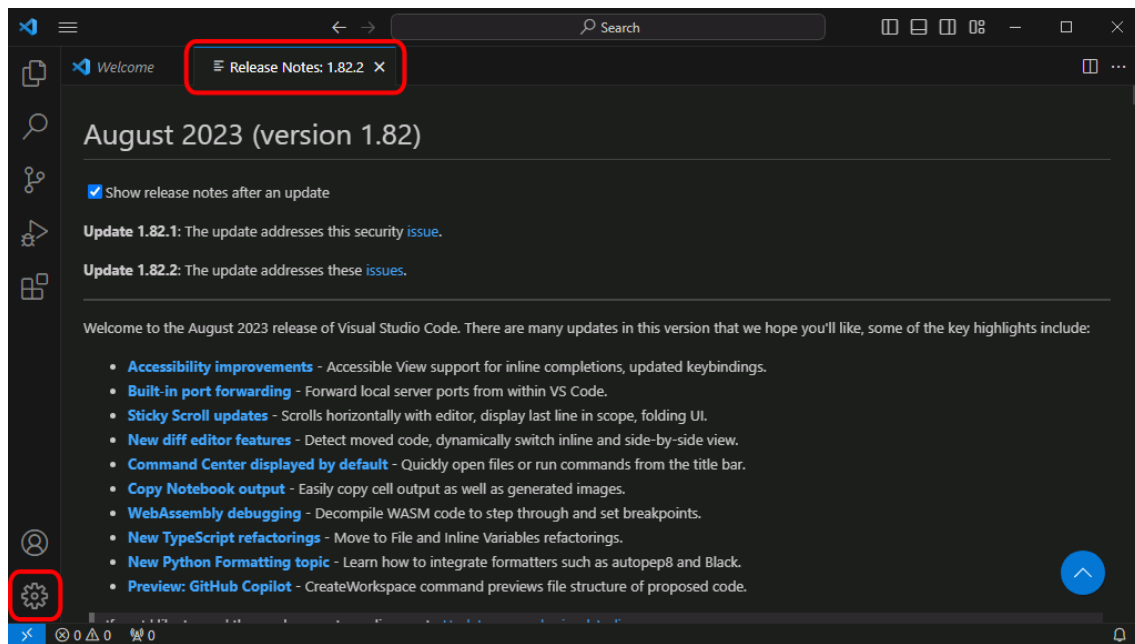 Search
Welcome
Release Notes: 1.82.2
August 2023 (version 1.82)
Show release notes after an update
Update 1.82.1: The update addresses this security issue.
Update 1.82.2: The update addresses these issues.
Welcome to the August 2023 release of Visual Studio Code. There are many updates in this version that we hope you'll like, some of the key highlights include:
• Accessibility improvements - Accessible View support for inline completions, updated keybindings.
• Built-in port forwarding - Forward local server ports from within VS Code.
• Sticky Scroll updates - Scrolls horizontally with editor, display last line in scope, folding UI.
• New diff editor features - Detect moved code, dynamically switch inline and side-by-side view.
• Command Center displayed by default - Quickly open files or run commands from the title bar.
• Copy Notebook output - Easily copy cell output as well as generated images.
• WebAssembly debugging - Decompile WASM code to step through and set breakpoints.
• New TypeScript refactorings - Move to File and Inline Variables refactorings.
• New Python Formatting topic - Learn how to integrate formatters such as autopep8 and Black.
• Preview: GitHub Copilot - CreateWorkspace command previews file structure of proposed code.
0 0 0